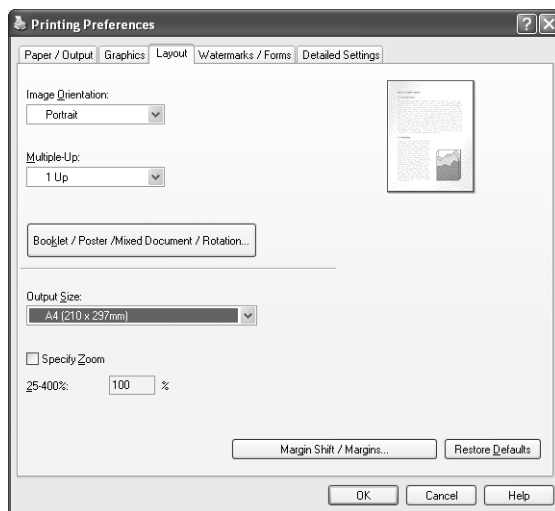 Printing Preferences
Paper / Output Graphics Layout Watermarks / Forms Detailed Settings
Image Orientation:
Portrait
Multiple-Up:
1 Up
Booklet / Poster /Mixed Document / Rotation...
Output Size:
A4 (210 x 297mm)
Specify Zoom
25-400%: 100 %
Margin Shift / Margins... Restore Defaults
OK Cancel Help